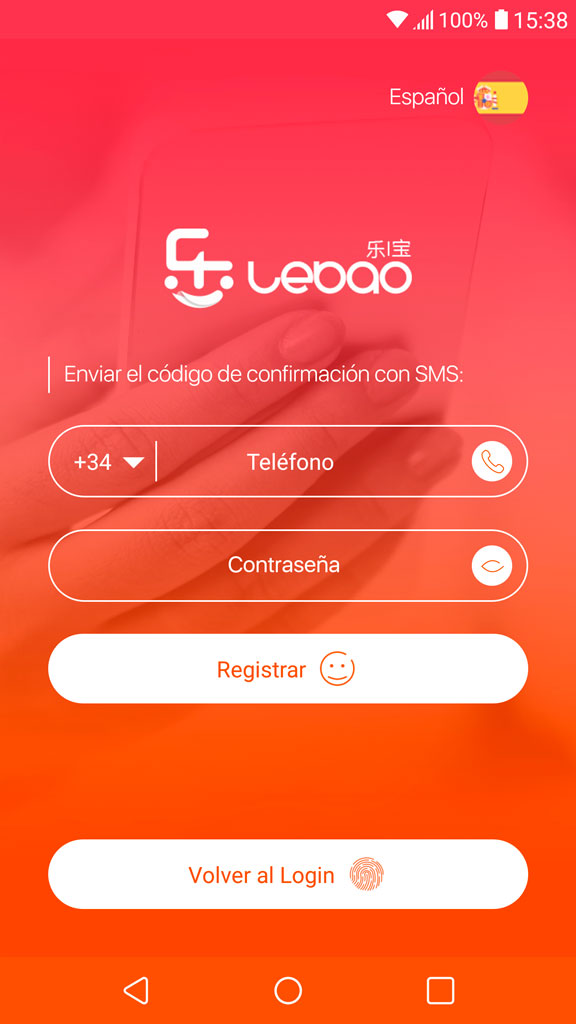 100% 15:38
Español
乐宝
Lebao
Enviar el código de confirmación con SMS:
+34 Teléfono
Contraseña
Registrar
Volver al Login